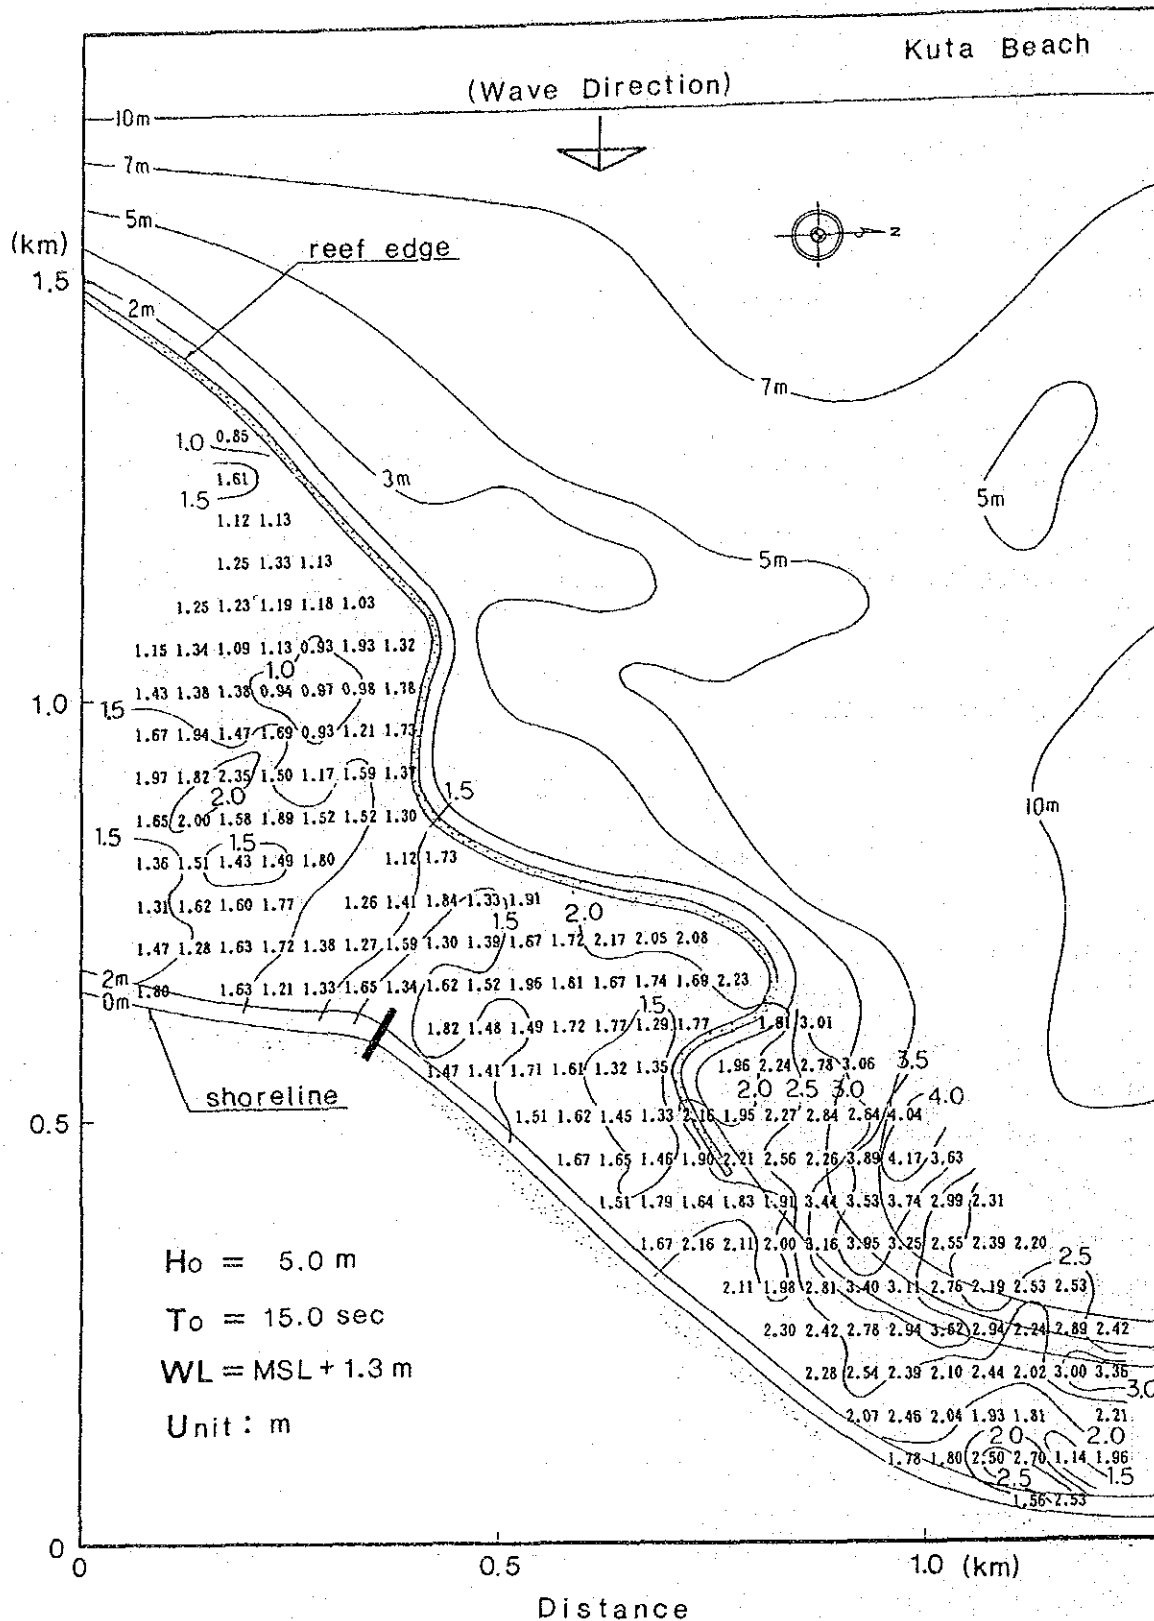 Kuta Beach
(Wave Direction)
10m
7m
5m
(km)
reef edge
N
1.5
2m
7m
1.0 0.85
3m
1.61
5m
1.5
1.12 1.13
5m
1.25 1.33 1.13
1.25 1.23 1.19 1.18 1.03
1.15 1.34 1.09 1.13 0.93 1.93 1.32
1.0
1.43 1.38 1.38 0.94 0.97 0.98 1.78
1.0
1.5
1.67 1.94 1.47 1.69 0.93 1.21 1.73
1.97 1.82 2.35 1.50 1.17 1.59 1.37
2.0
1.5
10m
1.65 2.00 1.58 1.89 1.52 1.52 1.30
1.5
1.5
1.36 1.51 1.43 1.49 1.80 1.12 1.73
1.31 1.62 1.60 1.77 1.26 1.41 1.84 1.33 1.91
1.5
2.0
1.47 1.28 1.63 1.72 1.38 1.27 1.59 1.30 1.39 1.67 1.72 2.17 2.05 2.08
2m
1.80 1.63 1.21 1.33 1.65 1.34 1.62 1.52 1.96 1.81 1.67 1.74 1.69 2.23
0m
1.5
1.82 1.48 1.49 1.72 1.77 1.29 1.77 1.81 3.01
1.47 1.41 1.71 1.61 1.32 1.35 1.96 2.24 2.78 3.06
3.5
shoreline
2.0 2.5 3.0
4.0
0.5
1.51 1.62 1.45 1.33 2.16 1.95 2.27 2.84 2.64 4.04
1.67 1.65 1.46 1.90 2.21 2.56 2.26 3.89 4.17 3.63
1.51 1.79 1.64 1.83 1.91 3.44 3.53 3.74 2.99 2.31
1.67 2.16 2.11 2.00 3.16 3.95 3.25 2.55 2.39 2.20
Ho = 5.0 m
2.5
2.11 1.98 2.81 3.40 3.11 2.76 2.19 2.53 2.53
To = 15.0 sec
2.30 2.42 2.78 2.94 3.62 2.94 2.24 2.89 2.42
WL = MSL + 1.3 m
2.28 2.54 2.39 2.10 2.44 2.02 3.00 3.36
3.0
Unit : m
2.07 2.46 2.04 1.93 1.81 2.21
2.0 2.0
1.78 1.80 2.50 2.70 1.14 1.96
2.5 1.5
1.56 2.53
0
0 0.5 1.0 (km)
Distance